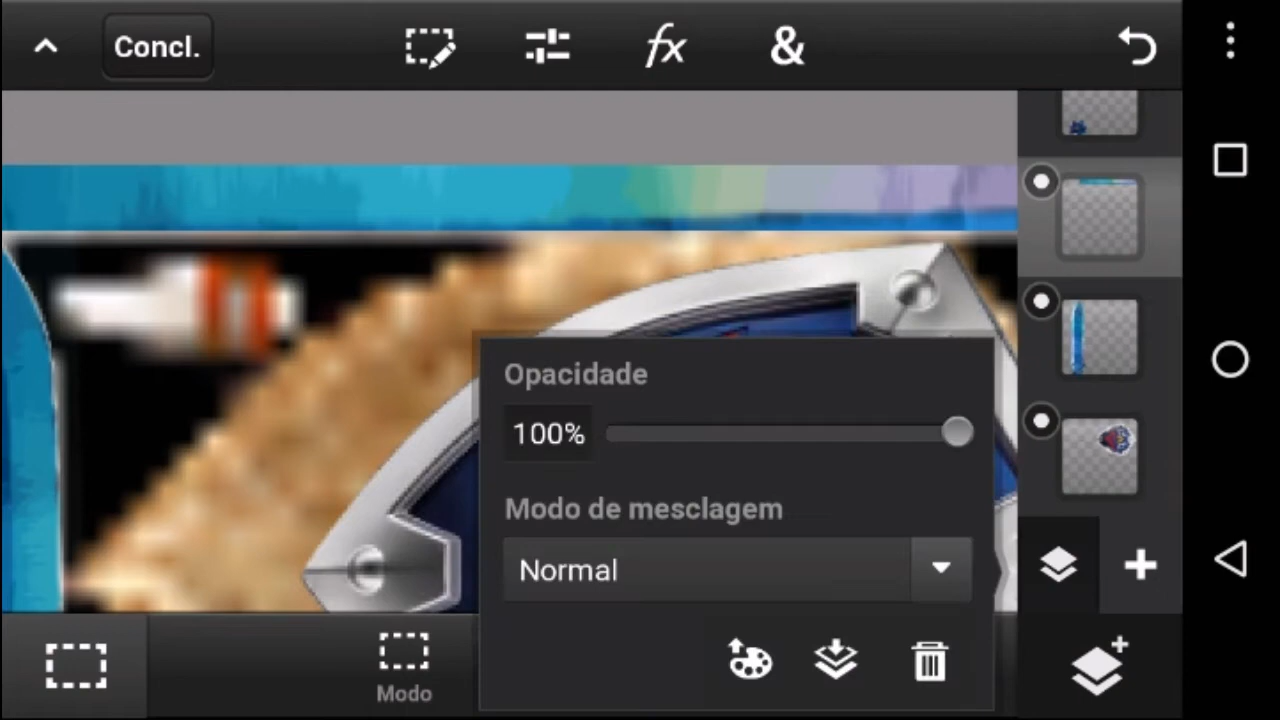 Concl.
fx
&
Opacidade
100%
Modo de mesclagem
Normal
Modo